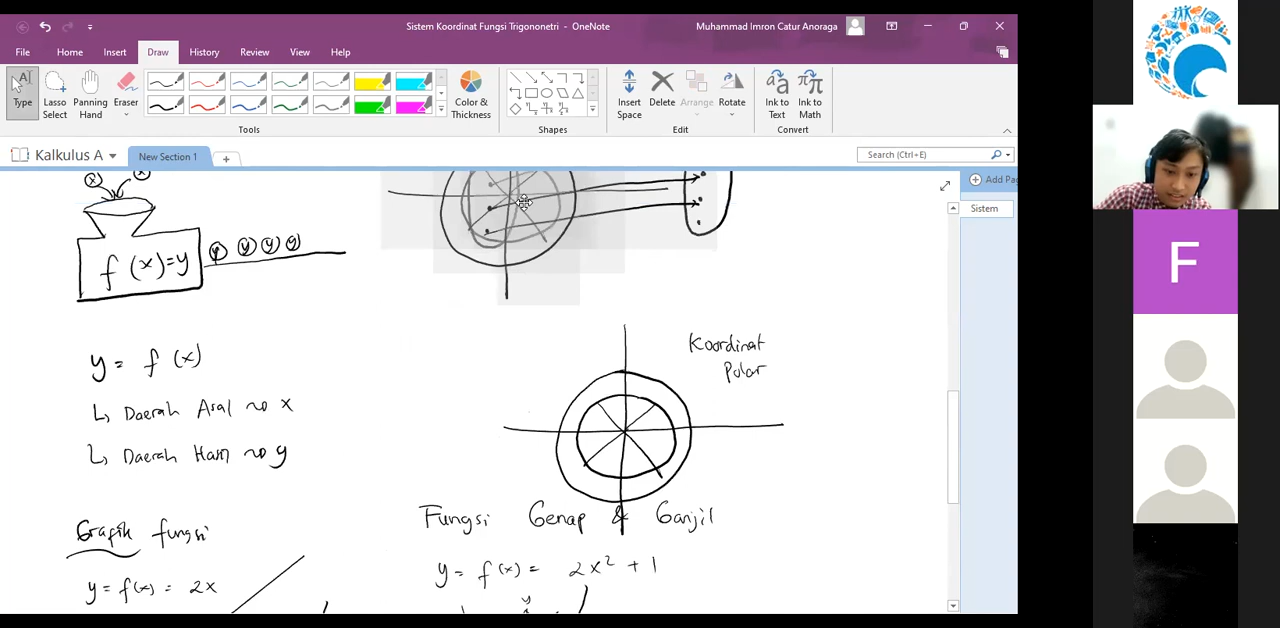 Sistem Koordinat Fungsi Trigononetri - OneNote
Muhammad Imron Catur Anoraga
File Home Insert Draw History Review View Help
Type
Lasso Select
Panning Hand
Eraser
Color & Thickness
Insert Space
Delete
Arrange
Rotate
Ink to Text
Ink to Math
Tools
Shapes
Edit
Convert
Kalkulus A
New Section 1
Search (Ctrl+E)
Add Pag
Sistem
x x
f(x)=y
y y y y
y = f(x)
↳ Daerah Asal ~> x
↳ Daerah Hasil ~> y
Koordinat
Polar
Grafik fungsi
y = f(x) = 2x
Fungsi Genap & Ganjil
y = f(x) = 2x² + 1
y
F